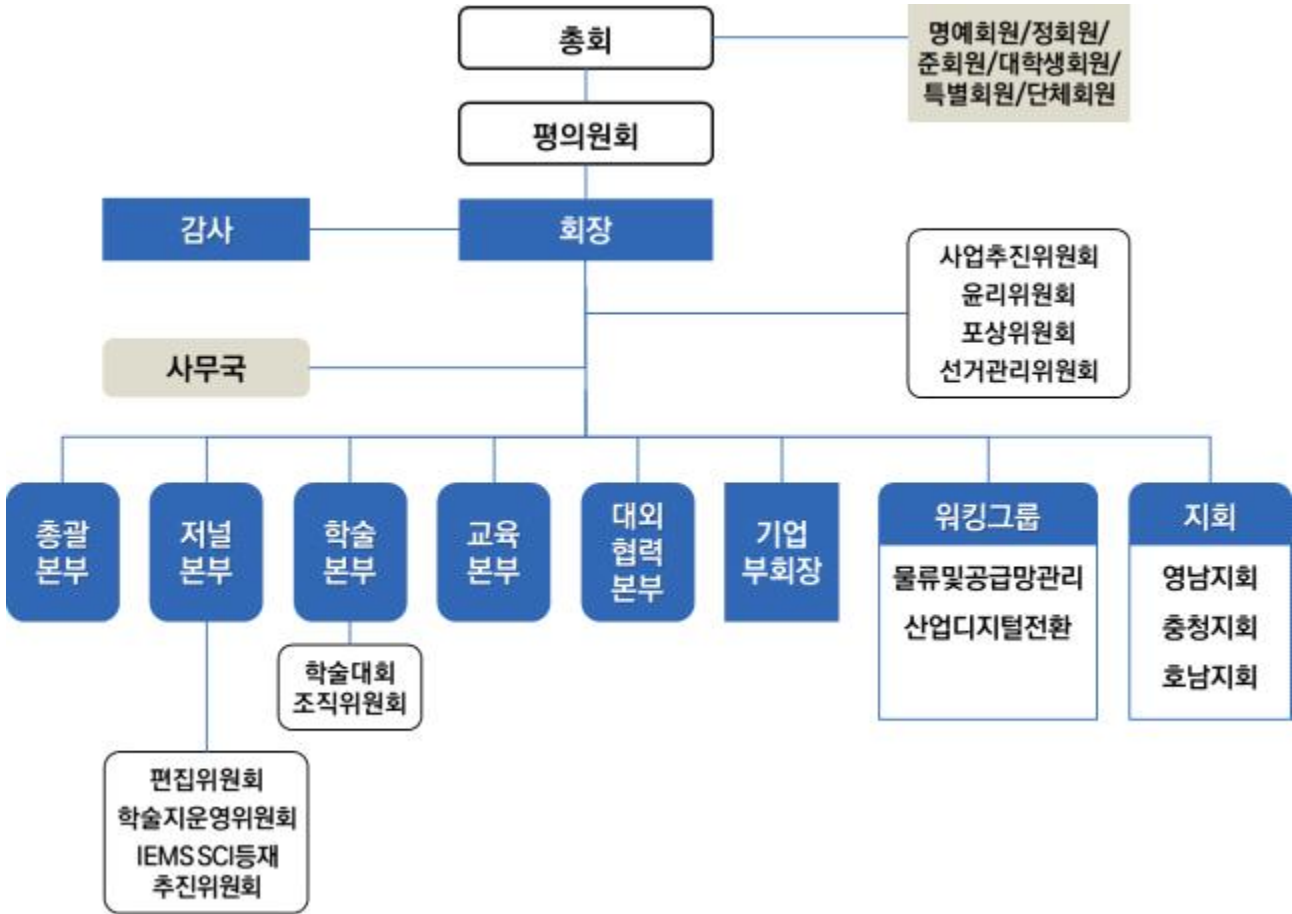 총회
명예회원/정회원/
준회원/대학생회원/
특별회원/단체회원
평의원회
감사
회장
사업추진위원회
윤리위원회
포상위원회
선거관리위원회
사무국
총괄
본부
저널
본부
학술
본부
교육
본부
대외
협력
본부
기업
부회장
워킹그룹
물류및공급망관리
산업디지털전환
지회
영남지회
충청지회
호남지회
학술대회
조직위원회
편집위원회
학술지운영위원회
IEMS SCI등재
추진위원회